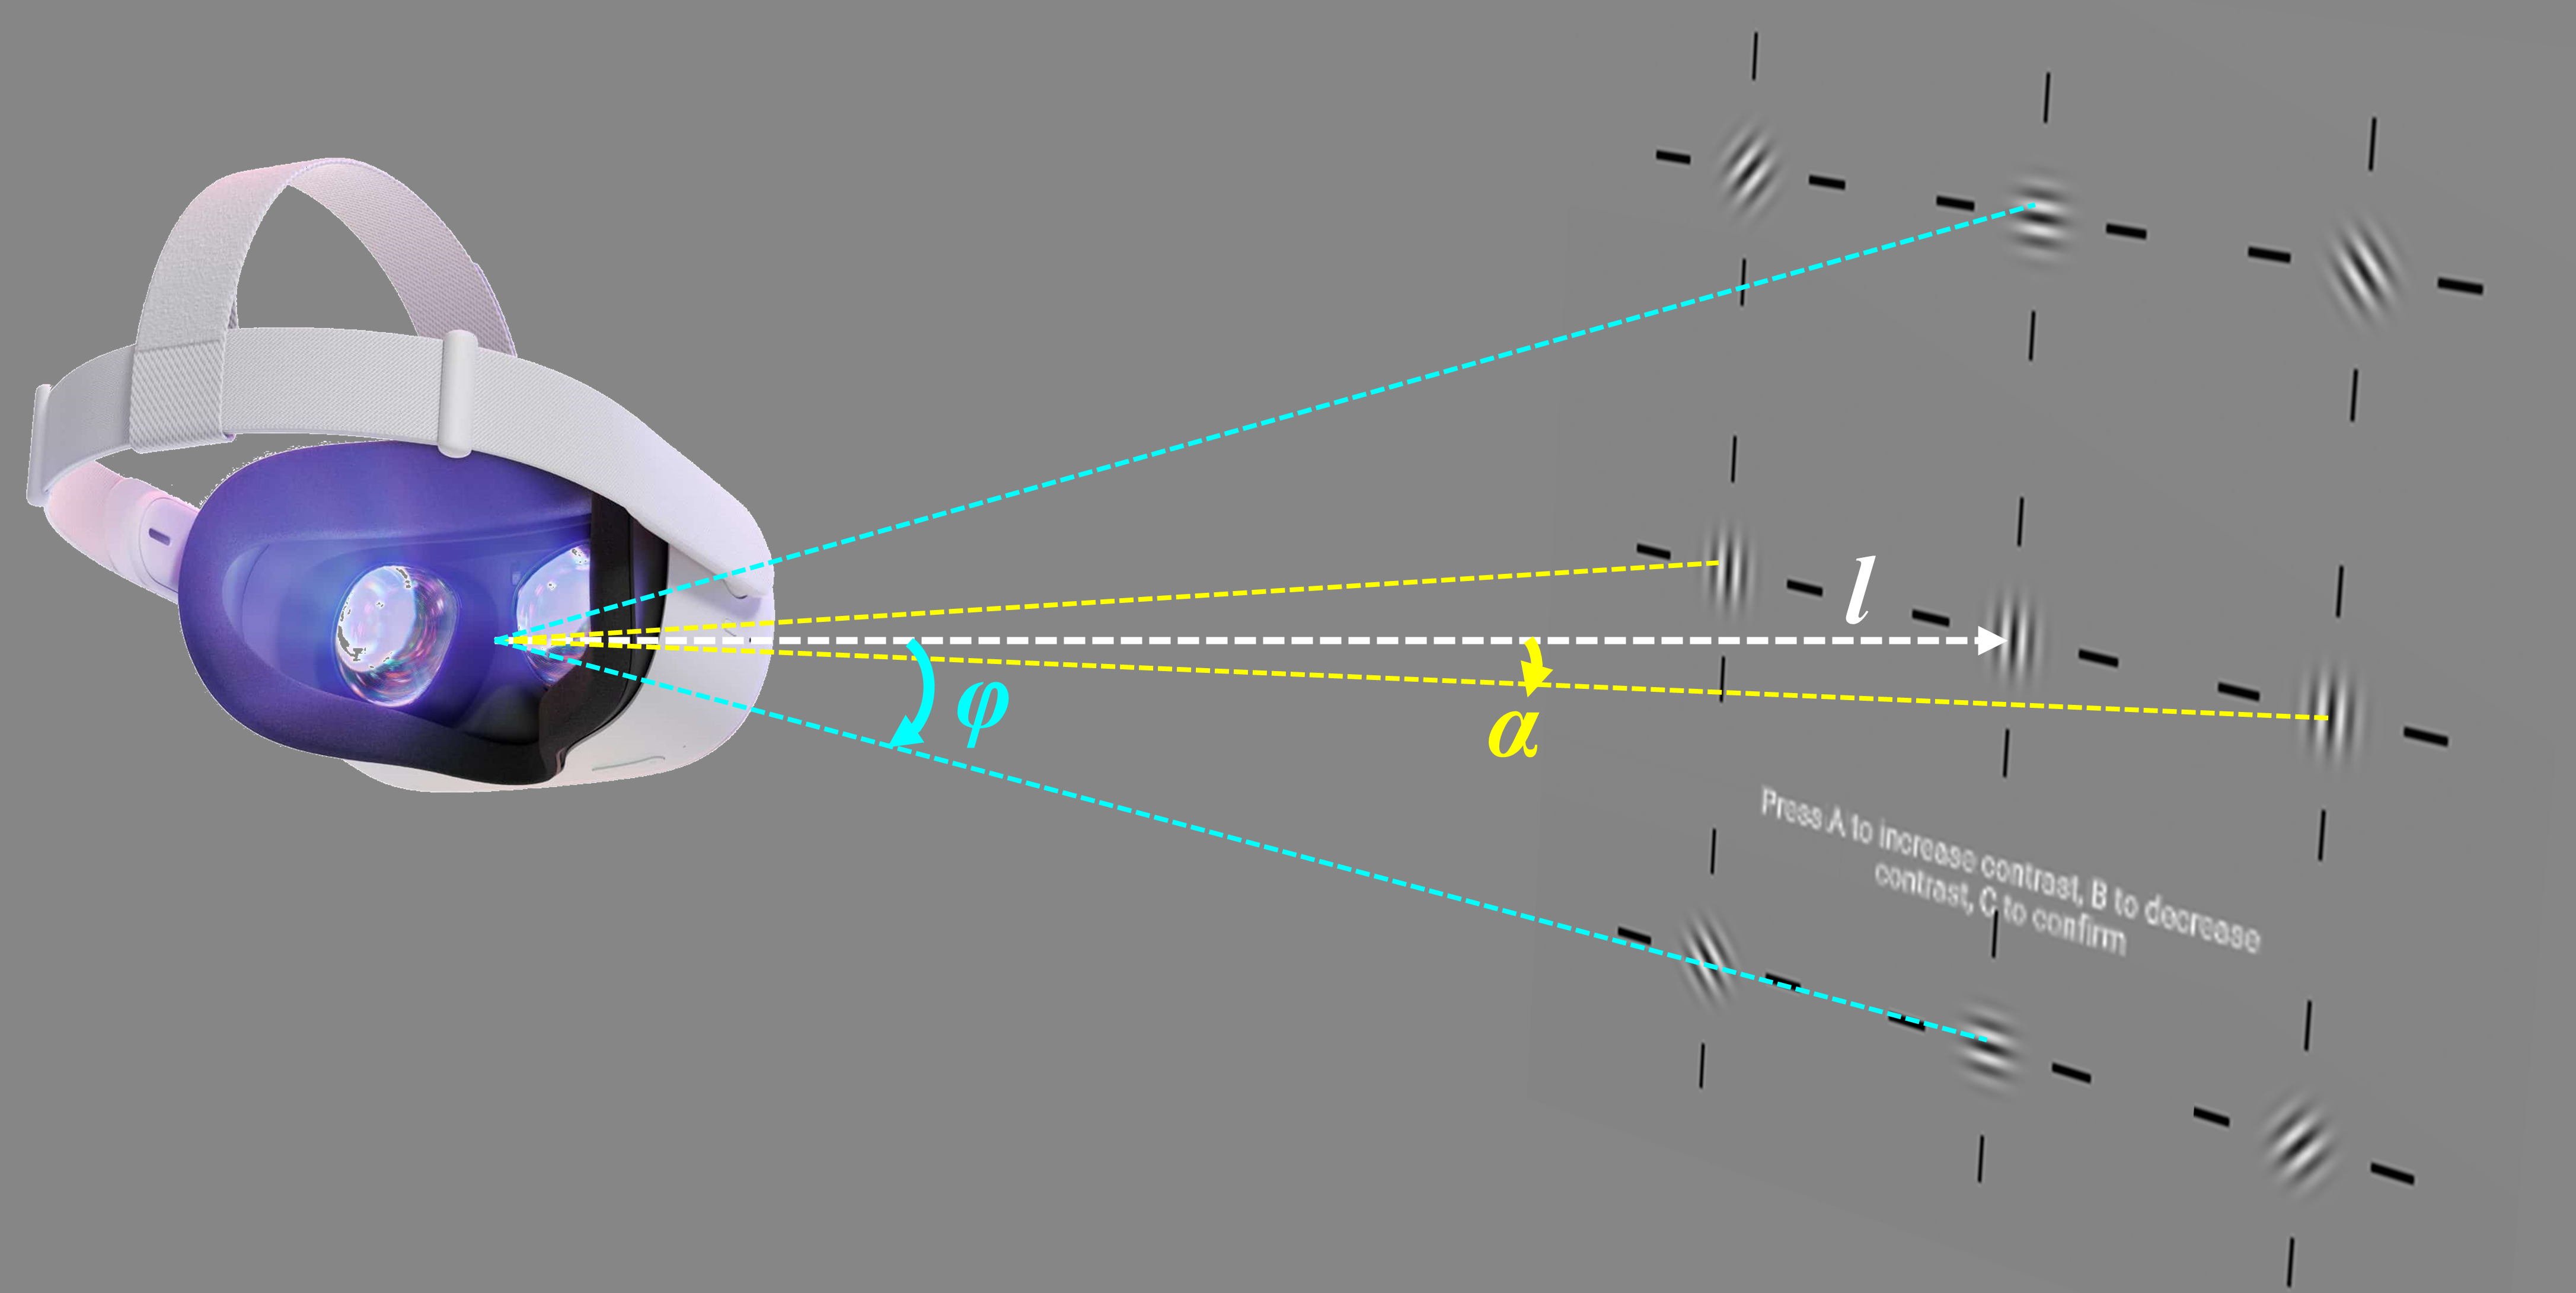 l
φ
α
Press A to increase contrast, B to decrease
contrast, C to confirm